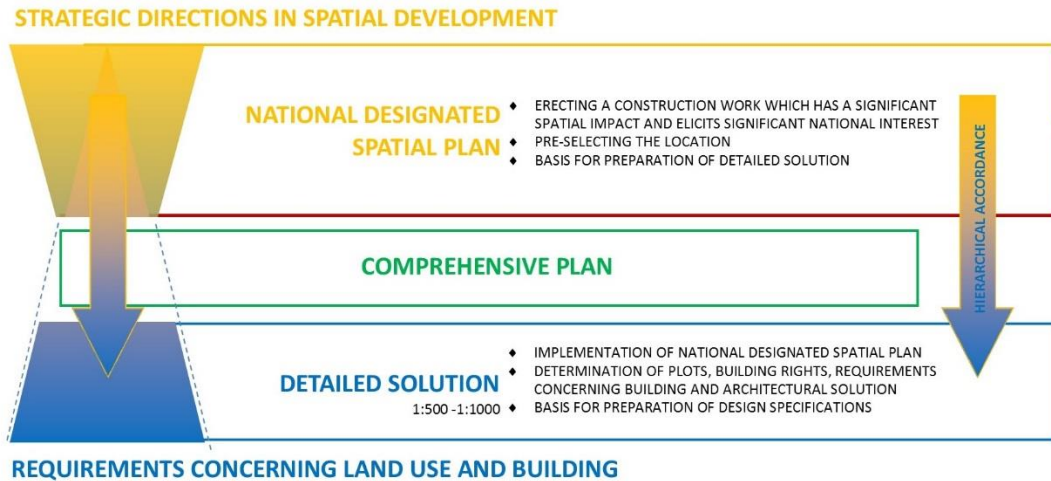 STRATEGIC DIRECTIONS IN SPATIAL DEVELOPMENT
NATIONAL DESIGNATED
SPATIAL PLAN
♦ ERECTING A CONSTRUCTION WORK WHICH HAS A SIGNIFICANT
SPATIAL IMPACT AND ELICITS SIGNIFICANT NATIONAL INTEREST
♦ PRE-SELECTING THE LOCATION
♦ BASIS FOR PREPARATION OF DETAILED SOLUTION
HIERARCHICAL ACCORDANCE
COMPREHENSIVE PLAN
DETAILED SOLUTION
1:500 -1:1000
♦ IMPLEMENTATION OF NATIONAL DESIGNATED SPATIAL PLAN
♦ DETERMINATION OF PLOTS, BUILDING RIGHTS, REQUIREMENTS
CONCERNING BUILDING AND ARCHITECTURAL SOLUTION
♦ BASIS FOR PREPARATION OF DESIGN SPECIFICATIONS
REQUIREMENTS CONCERNING LAND USE AND BUILDING